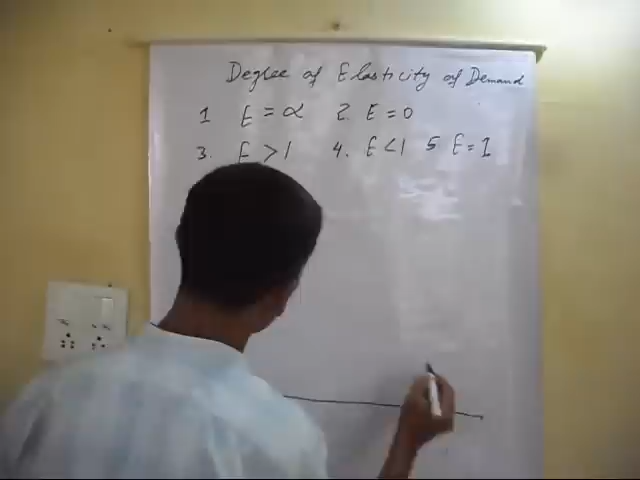 Degree of Elasticity of Demand
1 E = α 2. E = 0
3. E > 1 4. E < 1 5 E = 1